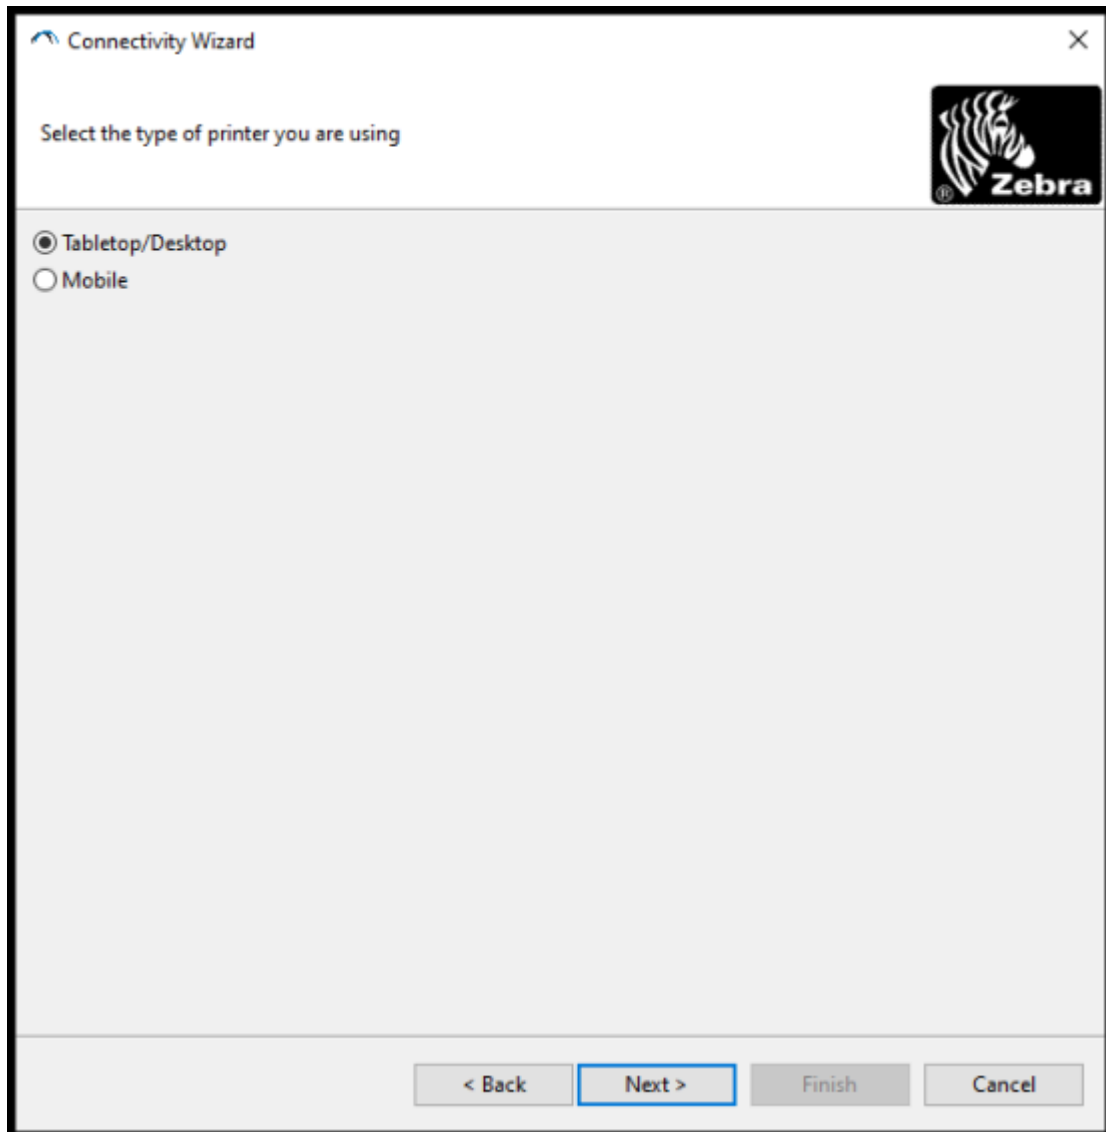 Connectivity Wizard
Select the type of printer you are using
® Zebra
Tabletop/Desktop
Mobile
< Back Next > Finish Cancel